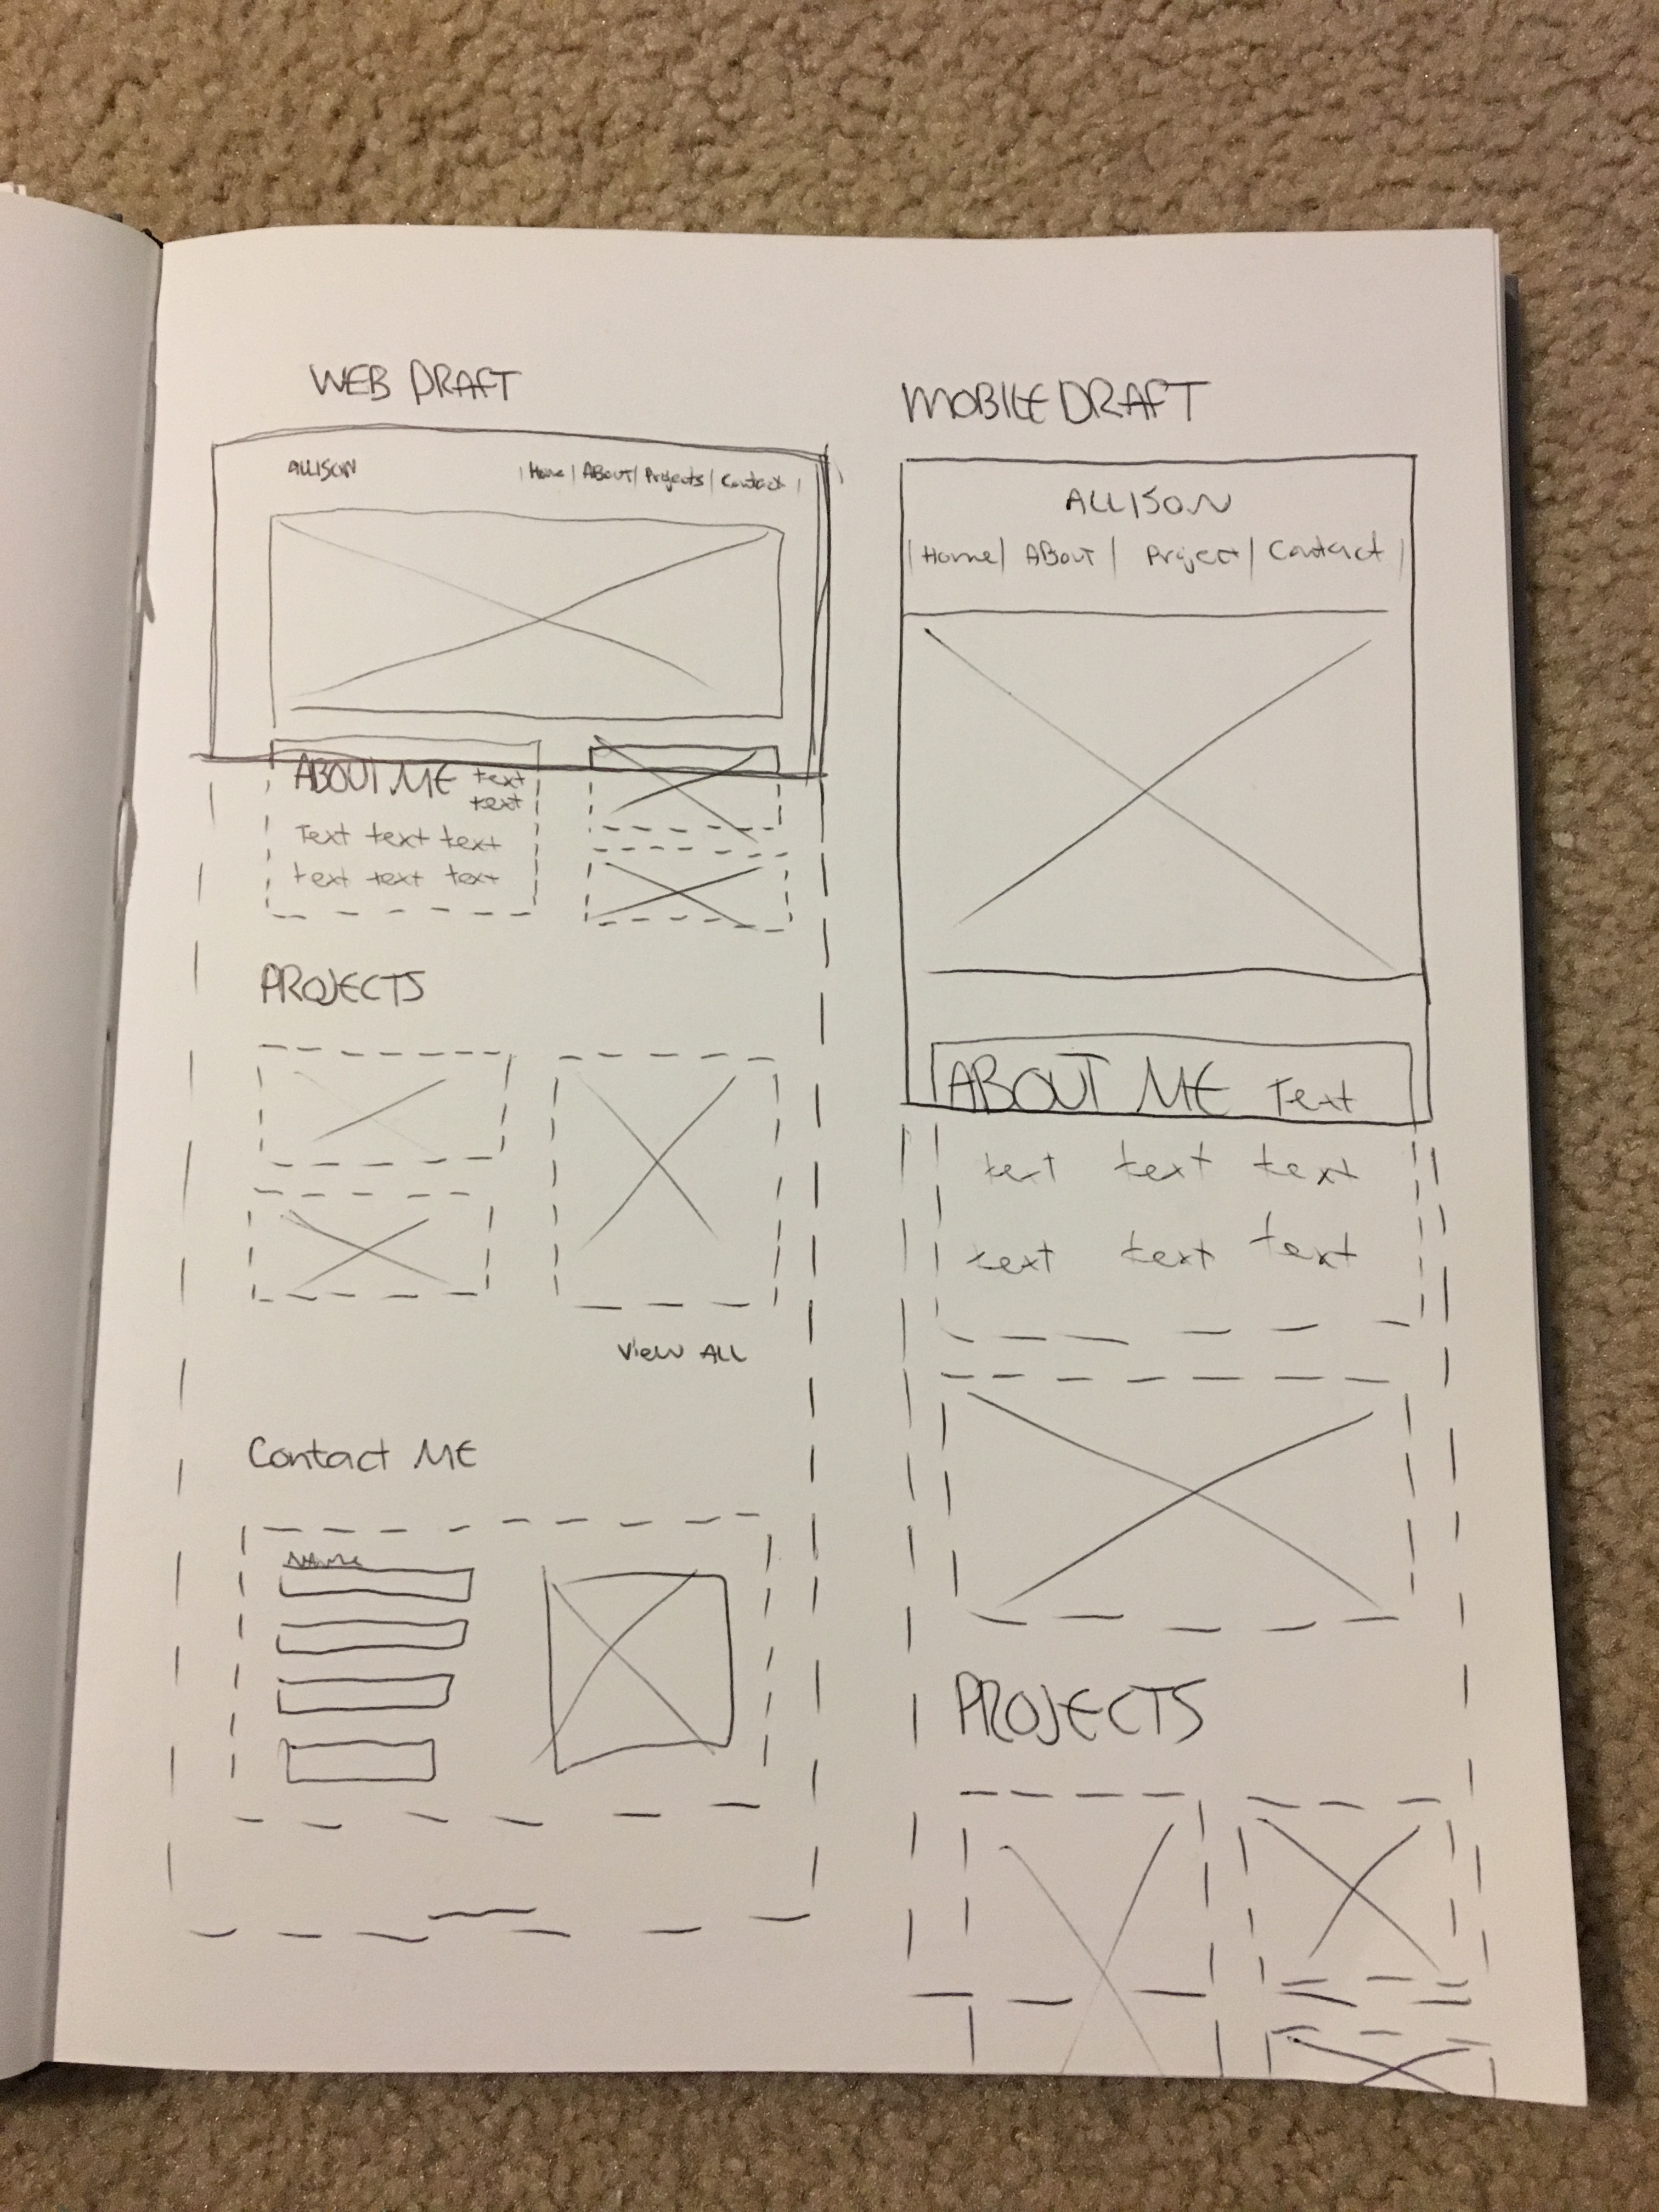 WEB DRAFT
ALLISON
| Home | ABOUT | Projects | Contact |
ABOUT ME text
text
Text text text
text text text
PROJECTS
VIEW ALL
Contact ME
NAME
MOBILE DRAFT
ALLISON
| Home | ABOUT | Project | Contact |
ABOUT ME Text
text text text
text text text
PROJECTS